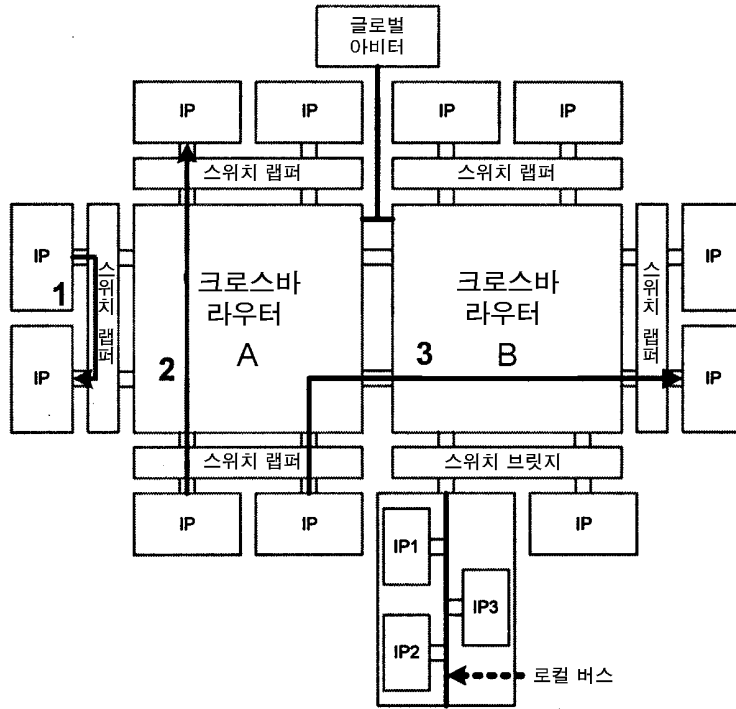 글로벌
아비터
IP
IP
IP
IP
스위치 랩퍼
스위치 랩퍼
IP
1
IP
스위치 랩퍼
크로스바
라우터
A
2
크로스바
라우터
B
3
스위치 랩퍼
IP
IP
스위치 랩퍼
스위치 브릿지
IP
IP
IP1
IP3
IP2
IP
로컬 버스